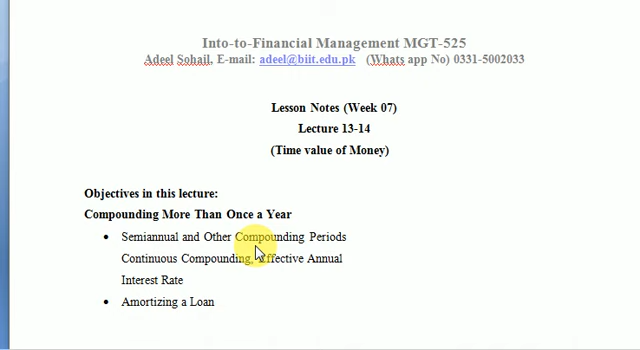 Into-to-Financial Management MGT-525
Adeel Sohail, E-mail: adeel@biit.edu.pk (Whats app No) 0331-5002033
Lesson Notes (Week 07)
Lecture 13-14
(Time value of Money)
Objectives in this lecture:
Compounding More Than Once a Year
• Semiannual and Other Compounding Periods
Continuous Compounding, Effective Annual
Interest Rate
• Amortizing a Loan